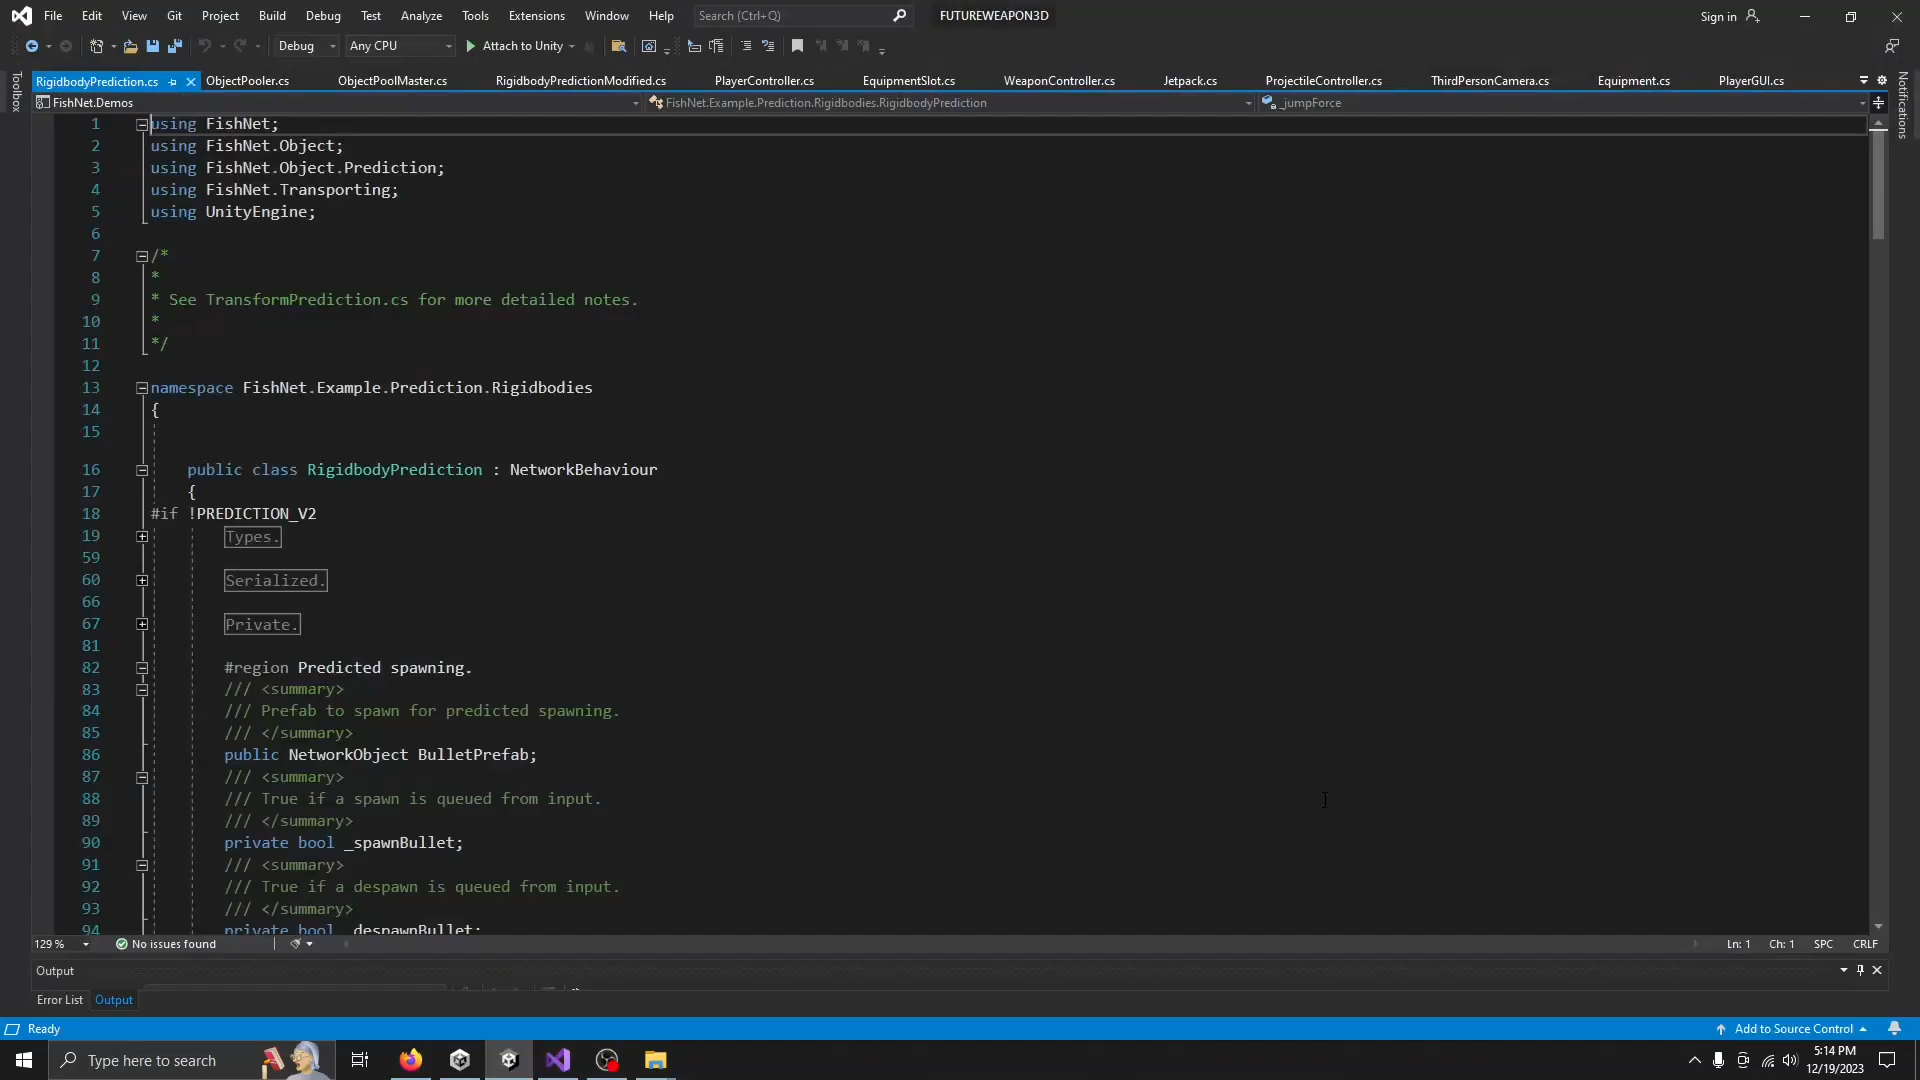 File Edit View Git Project Build Debug Test Analyze Tools Extensions Window Help Search (Ctrl+Q) FUTUREWEAPON3D Sign in
Debug Any CPU Attach to Unity
RigidbodyPrediction.cs ObjectPooler.cs ObjectPoolMaster.cs RigidbodyPredictionModified.cs PlayerController.cs EquipmentSlot.cs WeaponController.cs Jetpack.cs ProjectileController.cs ThirdPersonCamera.cs Equipment.cs PlayerGUI.cs
Toolbox
Notifications
FishNet.Demos FishNet.Example.Prediction.Rigidbodies.RigidbodyPrediction _jumpForce
1 using FishNet;
2 using FishNet.Object;
3 using FishNet.Object.Prediction;
4 using FishNet.Transporting;
5 using UnityEngine;
6
7 /*
8 *
9 * See TransformPrediction.cs for more detailed notes.
10 *
11 */
12
13 namespace FishNet.Example.Prediction.Rigidbodies
14 {
15
16 public class RigidbodyPrediction : NetworkBehaviour
17 {
18 #if !PREDICTION_V2
19 Types.
59
60 Serialized.
66
67 Private.
81
82 #region Predicted spawning.
83 /// <summary>
84 /// Prefab to spawn for predicted spawning.
85 /// </summary>
86 public NetworkObject BulletPrefab;
87 /// <summary>
88 /// True if a spawn is queued from input.
89 /// </summary>
90 private bool _spawnBullet;
91 /// <summary>
92 /// True if a despawn is queued from input.
93 /// </summary>
94 private bool _despawnBullet;
129 % No issues found Ln: 1 Ch: 1 SPC CRLF
Output
Error List Output
Ready Add to Source Control
Type here to search 5:14 PM
12/19/2023